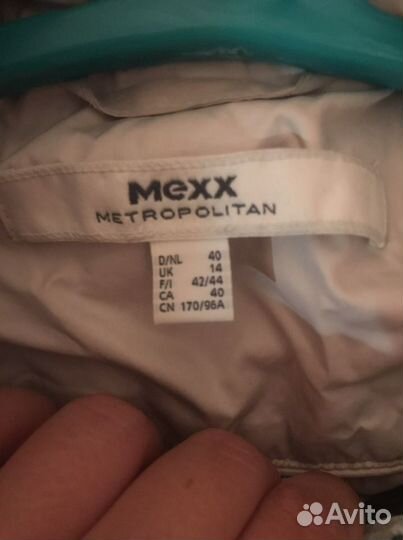 Mexx
METROPOLITAN
D/NL 40
UK 14
F/I 42/44
CA 40
CN 170/96A
Avito